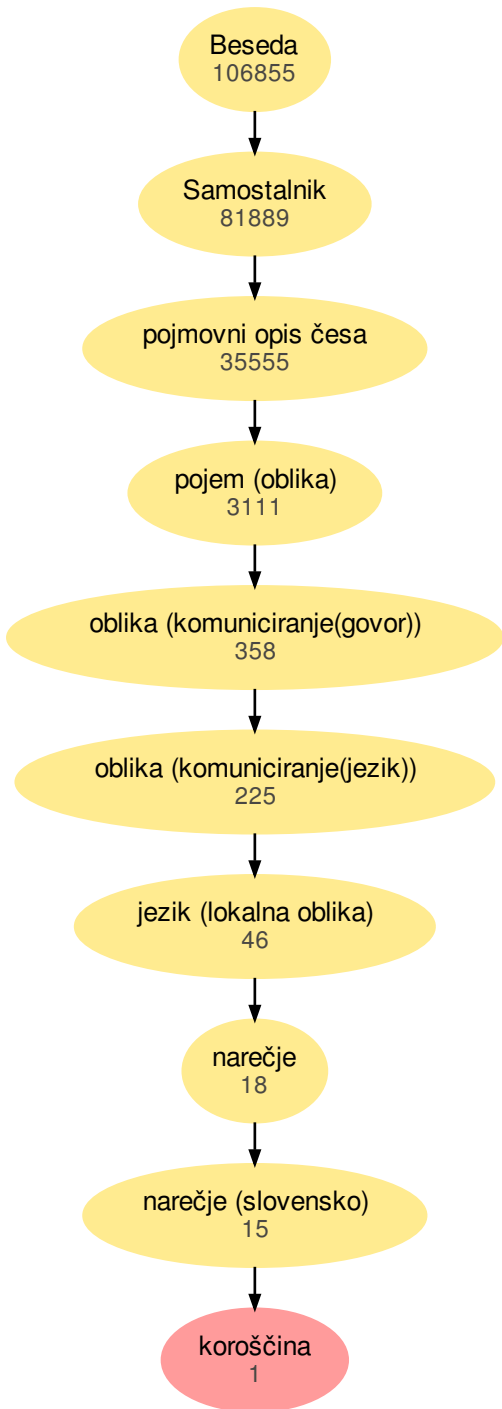 Beseda
106855
Samostalnik
81889
pojmovni opis česa
35555
pojem (oblika)
3111
oblika (komuniciranje(govor))
358
oblika (komuniciranje(jezik))
225
jezik (lokalna oblika)
46
narečje
18
narečje (slovensko)
15
koroščina
1